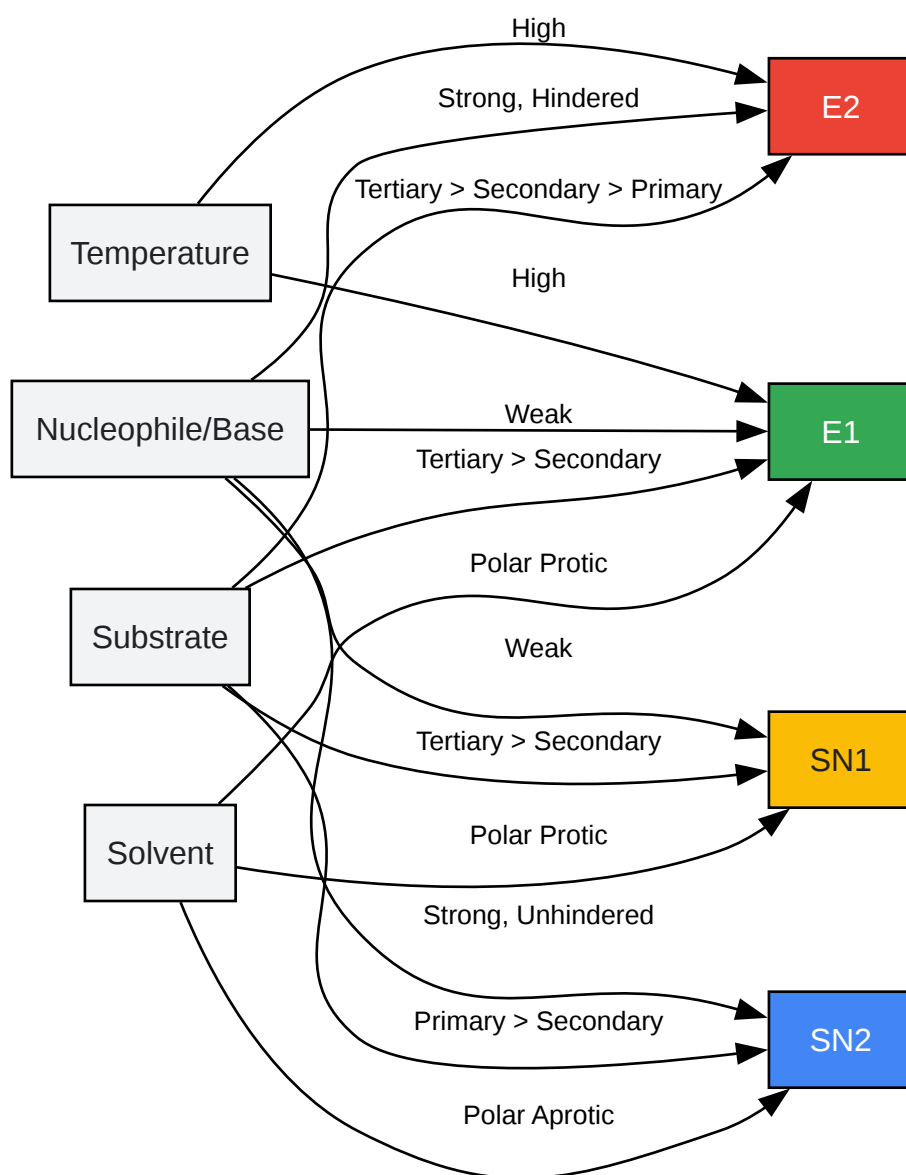 High
E2
Strong, Hindered
Tertiary > Secondary > Primary
Temperature
High
Nucleophile/Base
Weak
E1
Tertiary > Secondary
Polar Protic
Substrate
Weak
Tertiary > Secondary
SN1
Solvent
Polar Protic
Strong, Unhindered
Primary > Secondary
SN2
Polar Aprotic